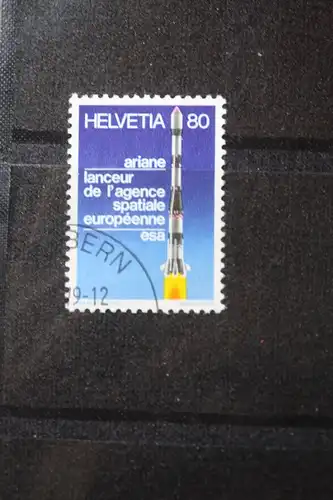 HELVETIA 80
ariane
lanceur
de l'agence
spatiale
européenne
esa
BERN
9-12